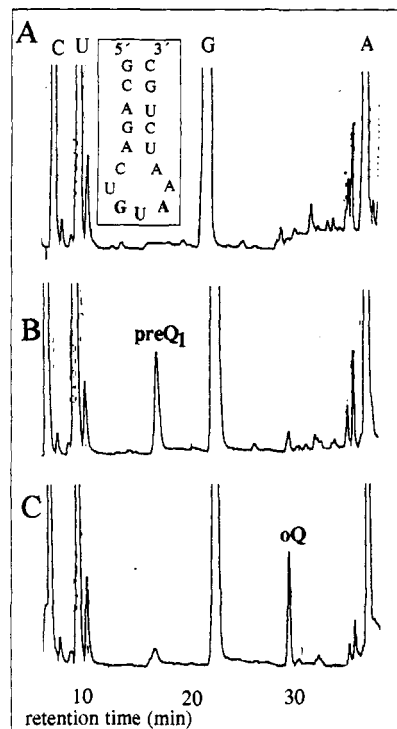 A
C U G A
5´ 3´
G C
C G
A U
G C
A U
C A
U A
G U A
B
preQ1
C
oQ
10 20 30
retention time (min)